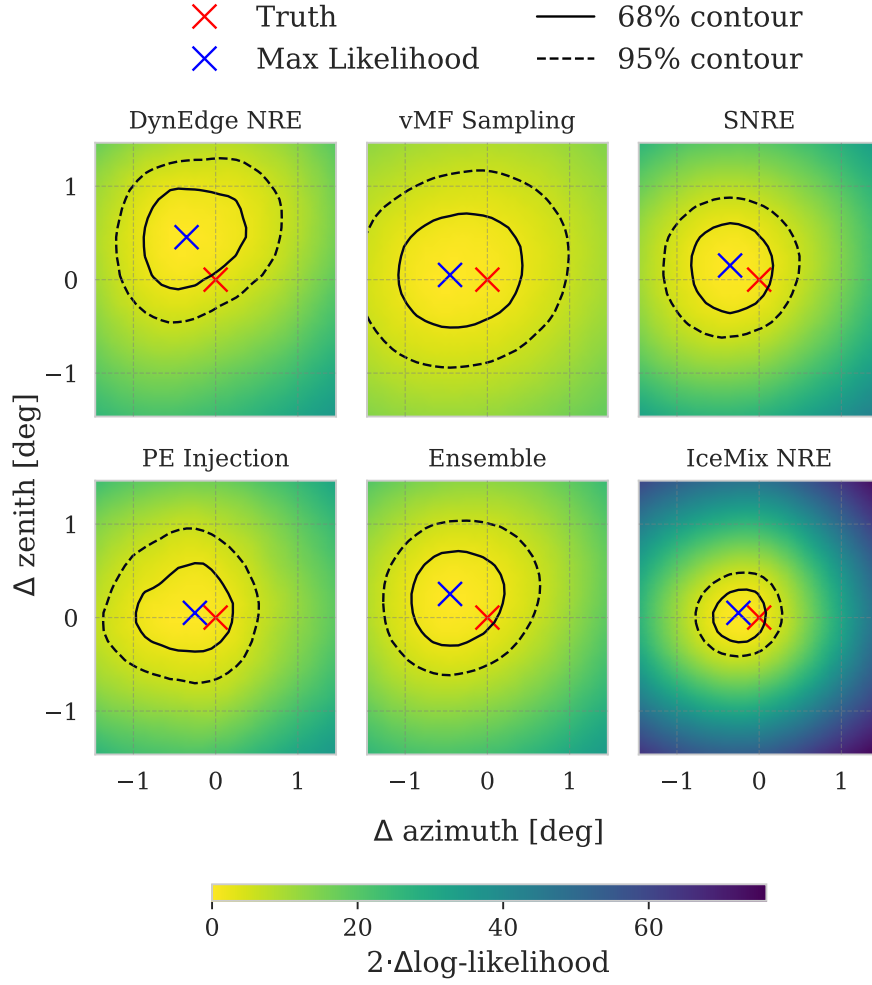 Truth
68% contour
Max Likelihood
95% contour
DynEdge NRE
vMF Sampling
SNRE
1
0
−1
PE Injection
Ensemble
IceMix NRE
1
0
−1
−1 0 1
−1 0 1
−1 0 1
Δ zenith [deg]
Δ azimuth [deg]
0 20 40 60
2·Δlog-likelihood